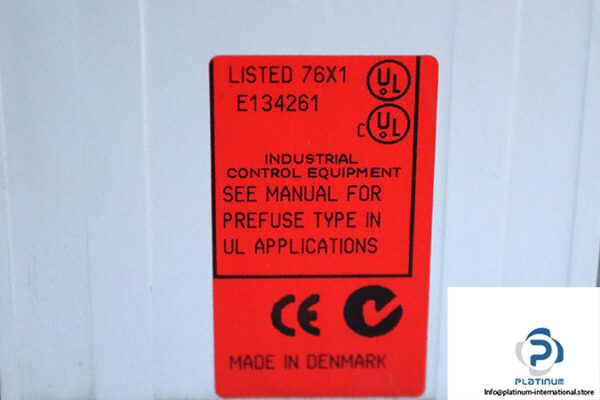 LISTED 76X1
UL
E134261
C UL
INDUSTRIAL
CONTROL EQUIPMENT
SEE MANUAL FOR
PREFUSE TYPE IN
UL APPLICATIONS
CE
MADE IN DENMARK
P
PLATINUM
Info@platinum-international.store